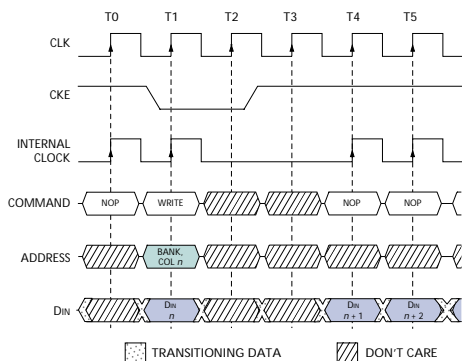 T0 T1 T2 T3 T4 T5
CLK
CKE
INTERNAL
CLOCK
COMMAND NOP WRITE NOP NOP
ADDRESS BANK,
COL n
DIN DIN
n DIN
n + 1 DIN
n + 2
TRANSITIONING DATA DON'T CARE